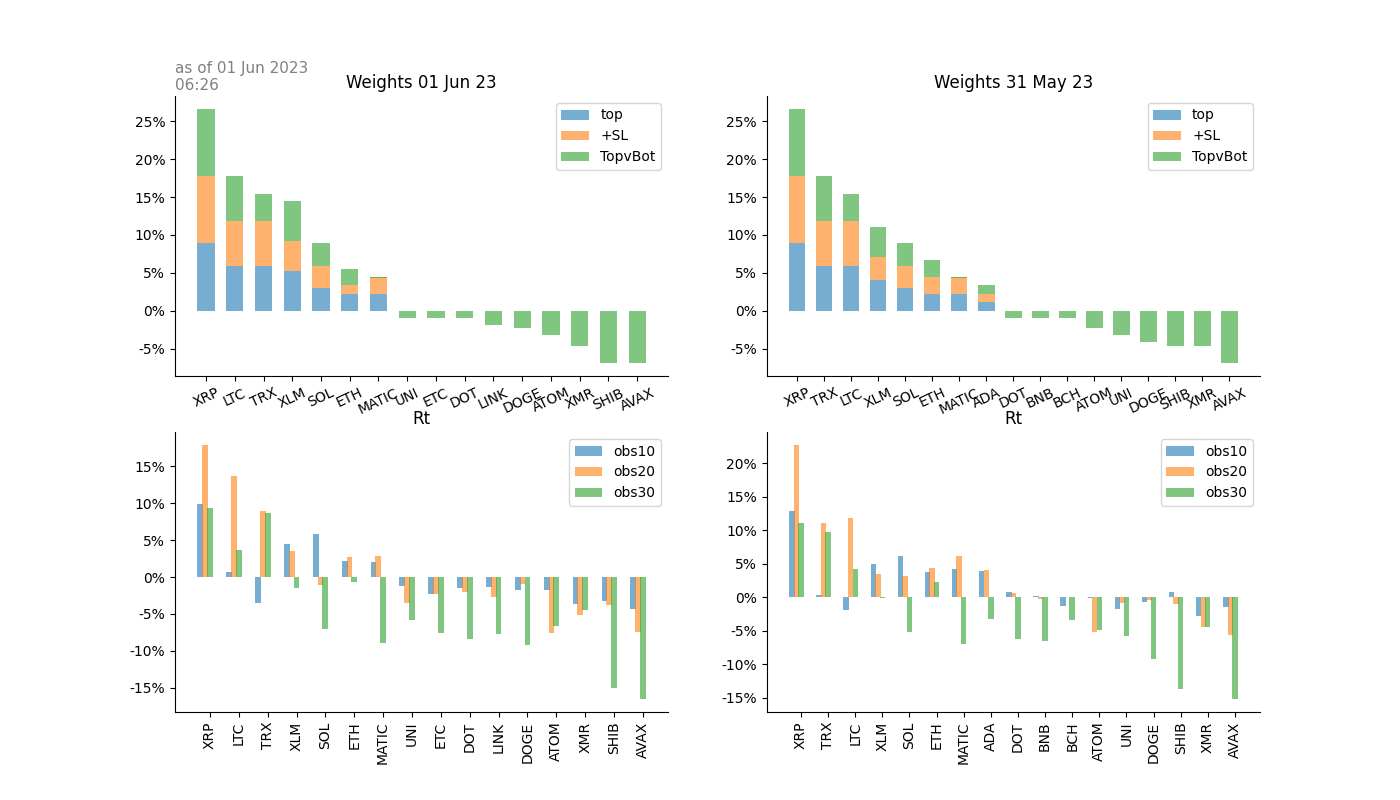 as of 01 Jun 2023
06:26
Weights 01 Jun 23
25%
20%
15%
10%
5%
0%
-5%
top
+SL
TopvBot
XRP LTC TRX XLM SOL ETH MATIC UNI ETC DOT LINK DOGE ATOM XMR SHIB AVAX
Weights 31 May 23
25%
20%
15%
10%
5%
0%
-5%
top
+SL
TopvBot
XRP TRX LTC XLM SOL ETH MATIC ADA DOT BNB BCH ATOM UNI DOGE SHIB XMR AVAX
Rt
15%
10%
5%
0%
-5%
-10%
-15%
obs10
obs20
obs30
XRP LTC TRX XLM SOL ETH MATIC UNI ETC DOT LINK DOGE ATOM XMR SHIB AVAX
Rt
20%
15%
10%
5%
0%
-5%
-10%
-15%
obs10
obs20
obs30
XRP TRX LTC XLM SOL ETH MATIC ADA DOT BNB BCH ATOM UNI DOGE SHIB XMR AVAX